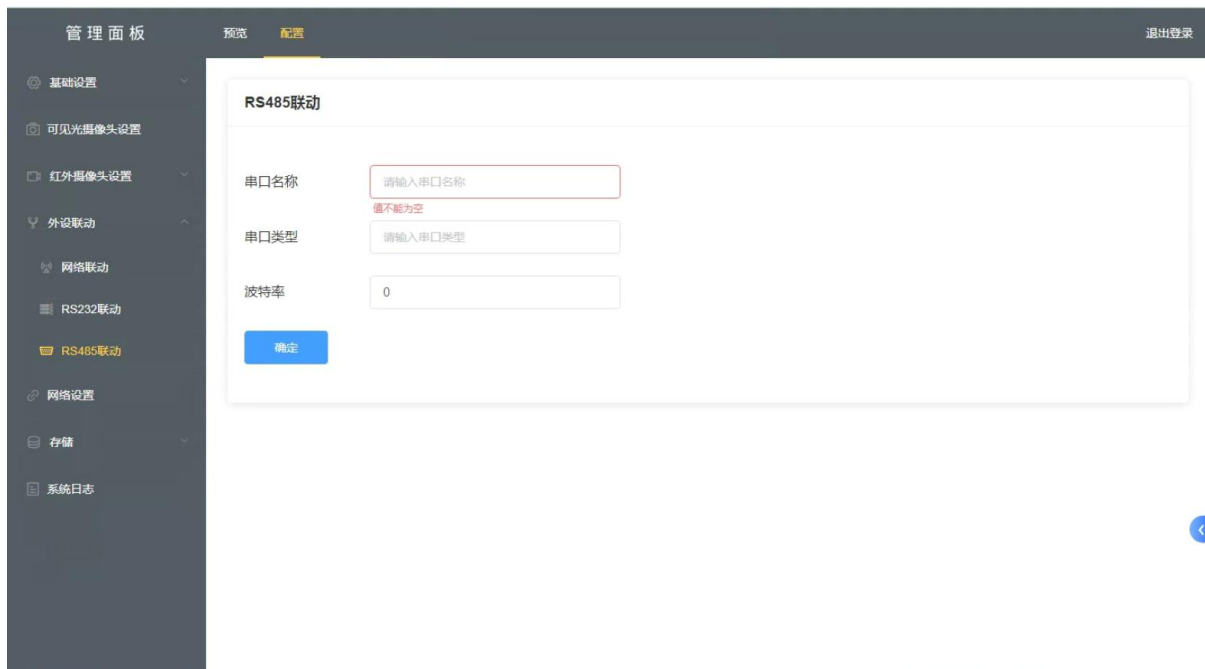 管理面板
预览
配置
退出登录
基础设置
可见光摄像头设置
红外摄像头设置
外设联动
网络联动
RS232联动
RS485联动
网络设置
存储
系统日志
RS485联动
串口名称
请输入串口名称
值不能为空
串口类型
请输入串口类型
波特率
0
确定